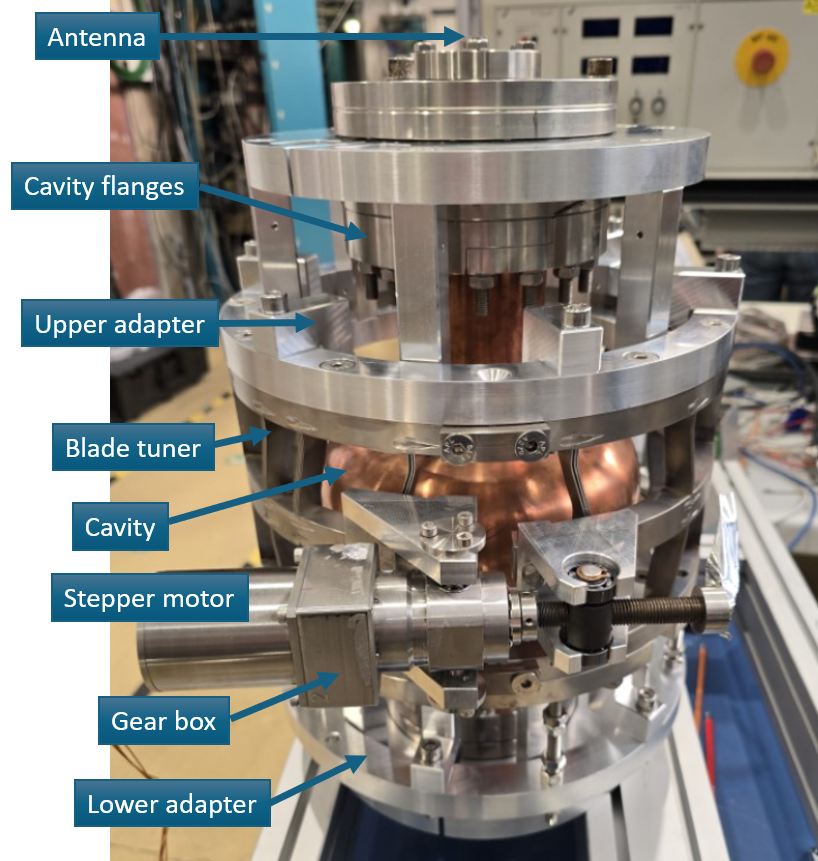 Antenna
Cavity flanges
Upper adapter
Blade tuner
Cavity
Stepper motor
Gear box
Lower adapter